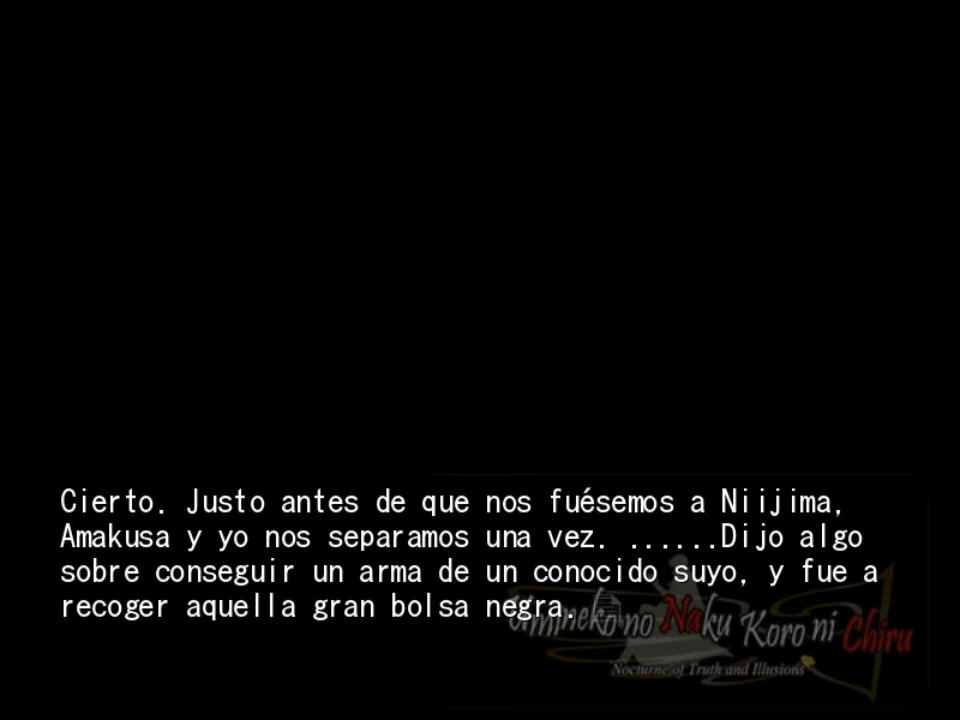 Cierto. Justo antes de que nos fuésemos a Niijima,
Amakusa y yo nos separamos una vez. ......Dijo algo
sobre conseguir un arma de un conocido suyo, y fue a
recoger aquella gran bolsa negra.
Umineko no Naku Koro ni Chiru
Nocturne of Truth and Illusions